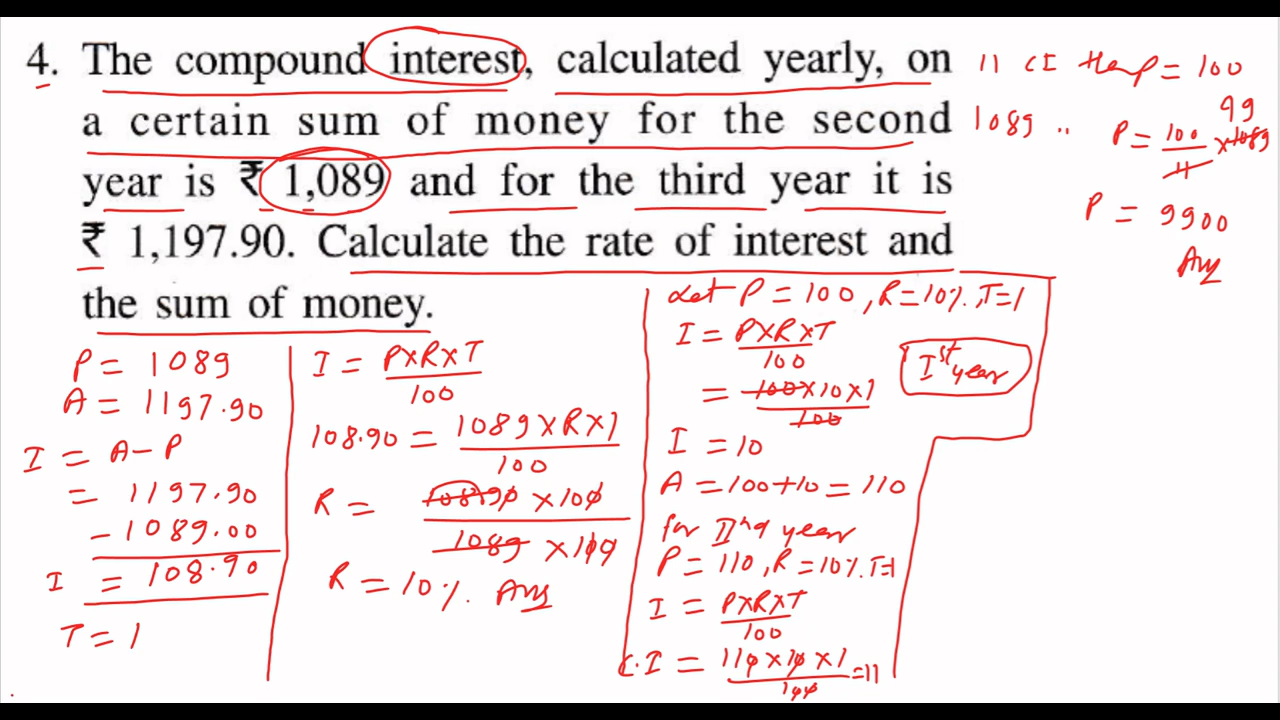 4. The compound interest, calculated yearly, on
a certain sum of money for the second
year is ₹ 1,089 and for the third year it is
₹ 1,197.90. Calculate the rate of interest and
the sum of money.
11 CI then P = 100
1089 ,, P = 100/11 × 1089
99
P = 9900
Ans
P = 1089
A = 1197.90
I = A - P
= 1197.90
- 1089.00
I = 108.90
T = 1
I = P×R×T/100
108.90 = 1089×R×1/100
R = 10890×100/1089×100
R = 10%. Ans
Let P = 100, R = 10%, T=1
I = P×R×T/100
Ist year
= 100×10×1/100
I = 10
A = 100+10 = 110
for IInd year
P = 110, R = 10%. T=1
I = P×R×T/100
C.I = 110×10×1/100 = 11